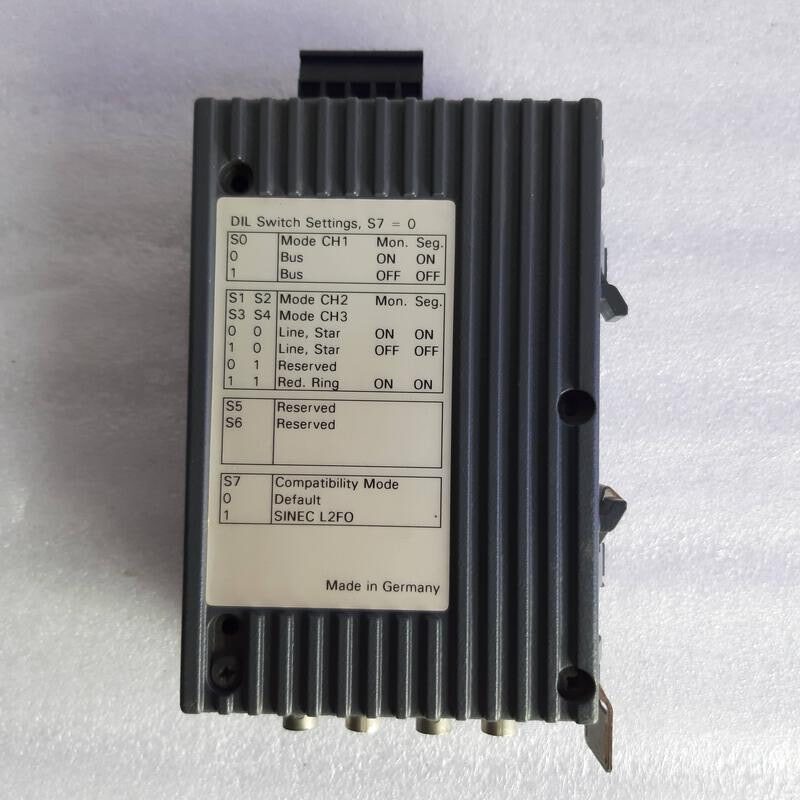 DIL Switch Settings, S7 = 0
S0 Mode CH1 Mon. Seg.
0 Bus ON ON
1 Bus OFF OFF
S1 S2 Mode CH2 Mon. Seg.
S3 S4 Mode CH3
0 0 Line, Star ON ON
1 0 Line, Star OFF OFF
0 1 Reserved
1 1 Red. Ring ON ON
S5 Reserved
S6 Reserved
S7 Compatibility Mode
0 Default
1 SINEC L2FO
Made in Germany